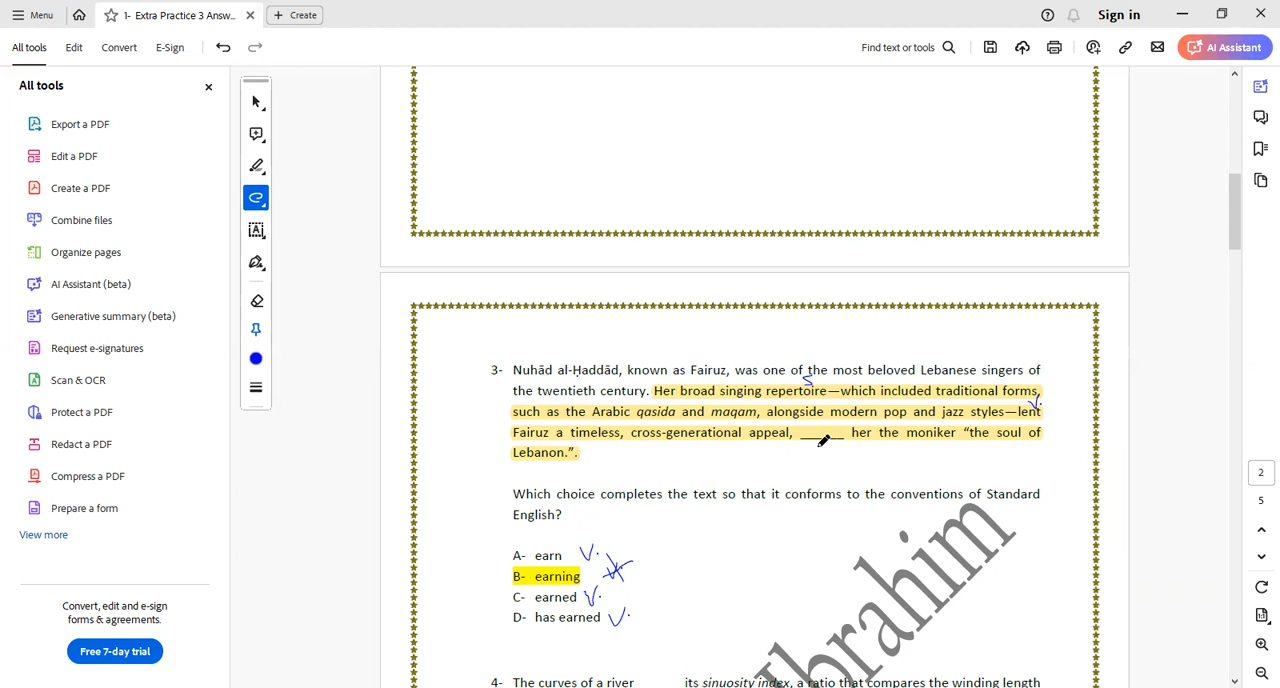 Menu
1- Extra Practice 3 Answ...
Create
Sign in
All tools
Edit
Convert
E-Sign
Find text or tools
AI Assistant
All tools
Export a PDF
Edit a PDF
Create a PDF
Combine files
Organize pages
AI Assistant (beta)
Generative summary (beta)
Request e-signatures
Scan & OCR
Protect a PDF
Redact a PDF
Compress a PDF
Prepare a form
View more
Convert, edit and e-sign
forms & agreements.
Free 7-day trial
3- Nuhād al-Ḥaddād, known as Fairuz, was one of the most beloved Lebanese singers of
S
the twentieth century. Her broad singing repertoire—which included traditional forms,
V.
such as the Arabic qasida and maqam, alongside modern pop and jazz styles—lent
Fairuz a timeless, cross-generational appeal, ______ her the moniker “the soul of
Lebanon.”.
Which choice completes the text so that it conforms to the conventions of Standard
English?
A- earn V.
B- earning
C- earned V.
D- has earned V.
Ibrahim
4- The curves of a river ______ its sinuosity index, a ratio that compares the winding length
2
5